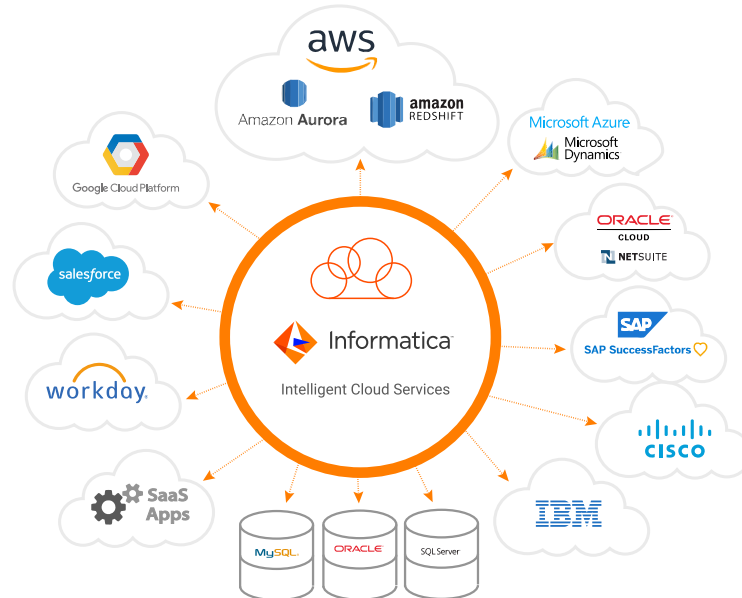 aws
Amazon Aurora
amazon
REDSHIFT
Microsoft Azure
Microsoft
Dynamics
Google Cloud Platform
ORACLE
CLOUD
NETSUITE
salesforce
Informatica
Intelligent Cloud Services
SAP
SAP SuccessFactors
workday.
CISCO
SaaS
Apps
IBM
MySQL.
ORACLE
SQL Server